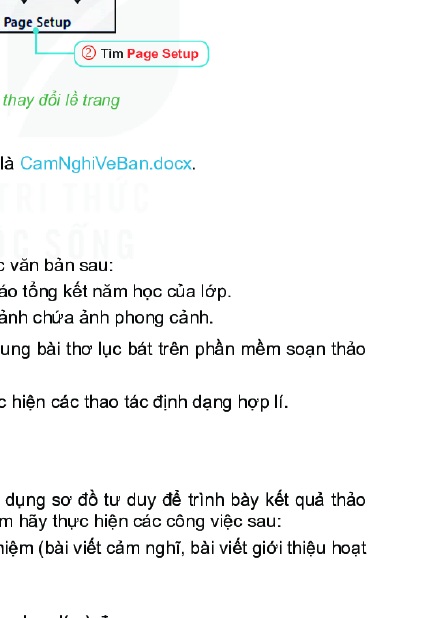 Page Setup
② Tìm Page Setup
thay đổi lề trang
là CamNghiVeBan.docx.
TRI THỨC
SỐNG
văn bản sau:
tổng kết năm học của lớp.
ảnh chứa ảnh phong cảnh.
bài thơ lục bát trên phần mềm soạn thảo
hiện các thao tác định dạng hợp lí.
dụng sơ đồ tư duy để trình bày kết quả thảo
hãy thực hiện các công việc sau:
(bài viết cảm nghĩ, bài viết giới thiệu hoạt